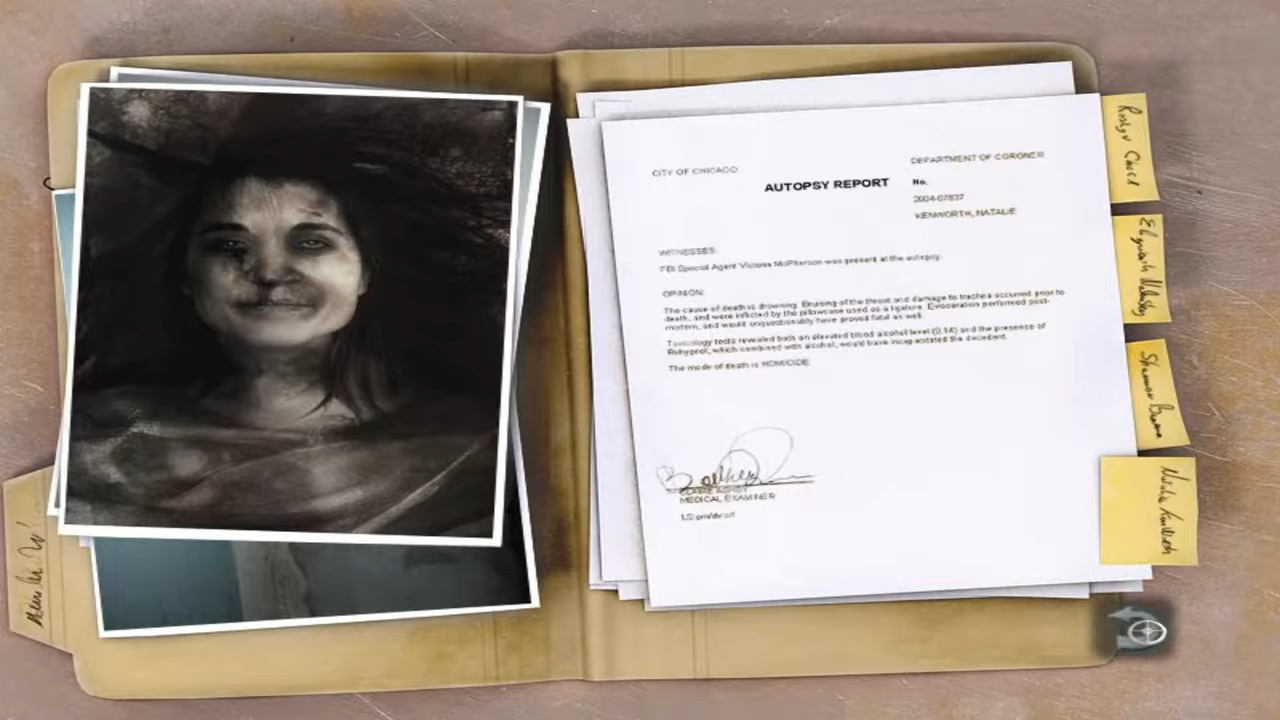 CITY OF CHICAGO
DEPARTMENT OF CORONER
AUTOPSY REPORT
No.
2004-07837
KENWORTH, NATALIE
WITNESSES:
FBI Special Agent Victoria McPherson was present at the autopsy.
OPINION:
The cause of death is drowning. Bruising of the throat and damage to trachea occurred prior to
death, and were inflicted by the pillowcase used as a ligature. Evisceration performed post-
mortem, and would unquestionably have proved fatal as well.
Toxicology tests revealed both an elevated blood alcohol level (0.14) and the presence of
Rohypnol, which combined with alcohol, would have incapacitated the decedent.
The mode of death is HOMICIDE
CLAIRE ASHBY
MEDICAL EXAMINER
Shannon
Natalie